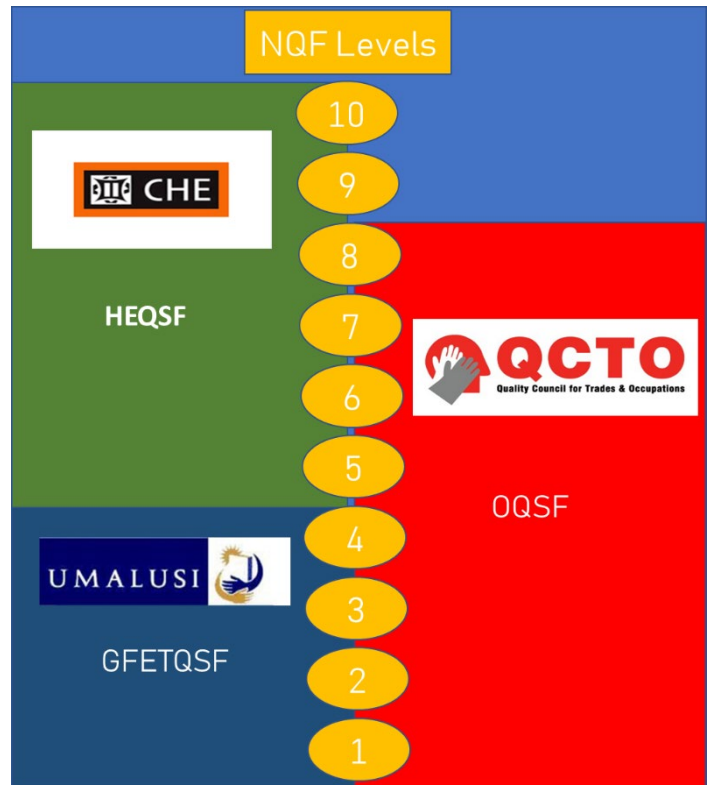 NQF Levels
10
CHE
9
8
HEQSF
7
QCTO
Quality Council for Trades & Occupations
6
5
OQSF
4
UMALUSI
3
GFETQSF
2
1